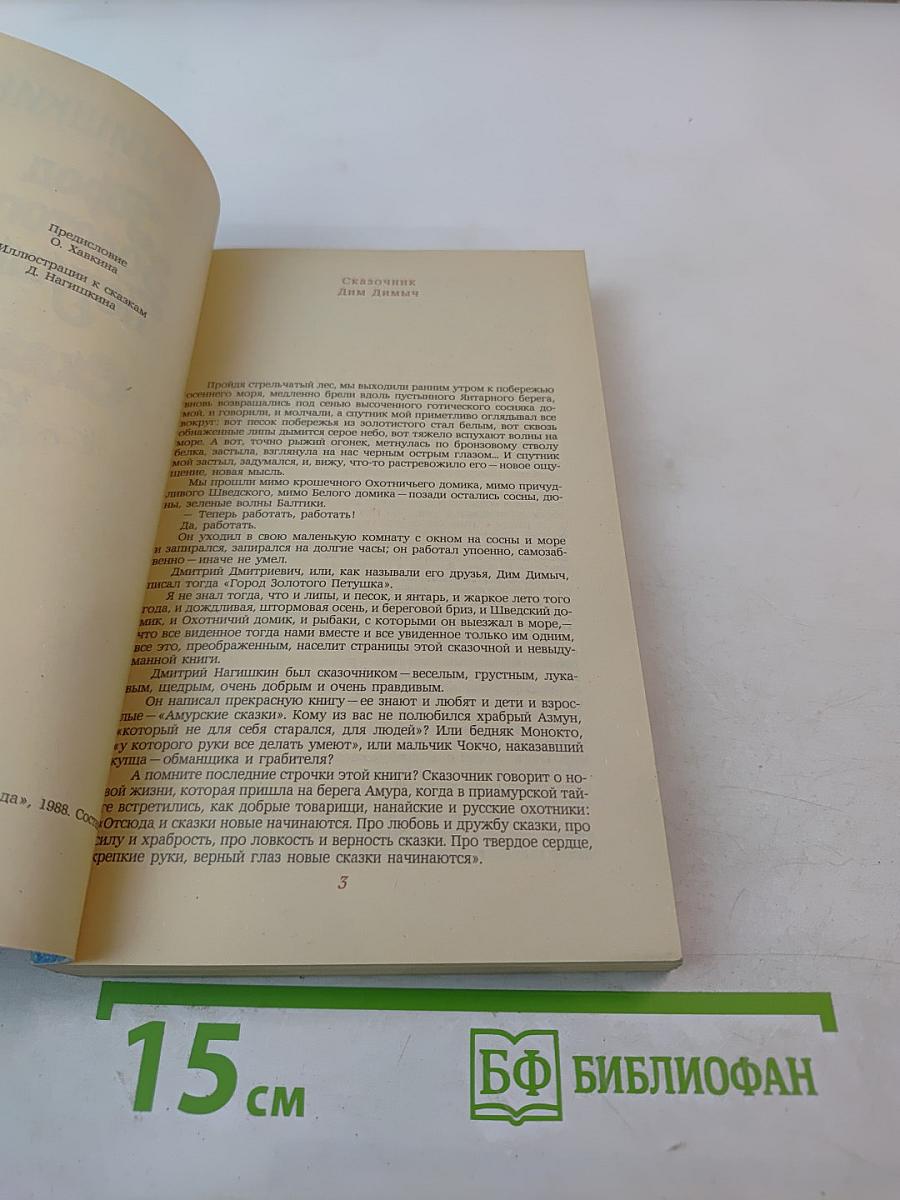 Предисловие
О. Хавкина
Иллюстрации к сказкам
Д. Нагишкина
да», 1988.
Сказочник
Дим Димыч
Пройдя стрельчатый лес, мы выходили ранним утром к побережью
осеннего моря, медленно брели вдоль пустынного Янтарного берега,
вновь возвращались под сенью высоченного готического сосняка до-
мой, и говорили, и молчали, а спутник мой приметливо оглядывал все
вокруг: вот песок побережья из золотистого стал белым, вот сквозь
обнаженные липы дымится серое небо, вот тяжело вспухают волны на
море. А вот, точно рыжий огонек, метнулась по бронзовому стволу
белка, застыла, взглянула на нас черным острым глазом... И спутник
мой застыл, задумался, и, вижу, что-то растревожило его — новое ощу-
щение, новая мысль.
Мы прошли мимо крошечного Охотничьего домика, мимо причуд-
ливого Шведского, мимо Белого домика — позади остались сосны, дю-
ны, зеленые волны Балтики.
— Теперь работать, работать!
Да, работать.
Он уходил в свою маленькую комнату с окном на сосны и море
и запирался, запирался на долгие часы; он работал упоенно, самозаб-
венно — иначе не умел.
Дмитрий Дмитриевич, или, как называли его друзья, Дим Димыч,
писал тогда «Город Золотого Петушка».
Я не знал тогда, что и липы, и песок, и янтарь, и жаркое лето того
года, и дождливая, штормовая осень, и береговой бриз, и Шведский до-
мик, и Охотничий домик, и рыбаки, с которыми он выезжал в море,—
что все виденное тогда нами вместе и все увиденное только им одним,
все это, преображенным, населит страницы этой сказочной и невыду-
манной книги.
Дмитрий Нагишкин был сказочником — веселым, грустным, лука-
вым, щедрым, очень добрым и очень правдивым.
Он написал прекрасную книгу — ее знают и любят и дети и взрос-
лые — «Амурские сказки». Кому из вас не полюбился храбрый Азмун,
«который не для себя старался, для людей»? Или бедняк Монокто,
«у которого руки все делать умеют», или мальчик Чокчо, наказавший
купца — обманщика и грабителя?
А помните последние строчки этой книги? Сказочник говорит о но-
вой жизни, которая пришла на берега Амура, когда в приамурской тай-
ге встретились, как добрые товарищи, нанайские и русские охотники:
«Отсюда и сказки новые начинаются. Про любовь и дружбу сказки, про
силу и храбрость, про ловкость и верность сказки. Про твердое сердце,
крепкие руки, верный глаз новые сказки начинаются».
3
15 см
БФ БИБЛИОФАН